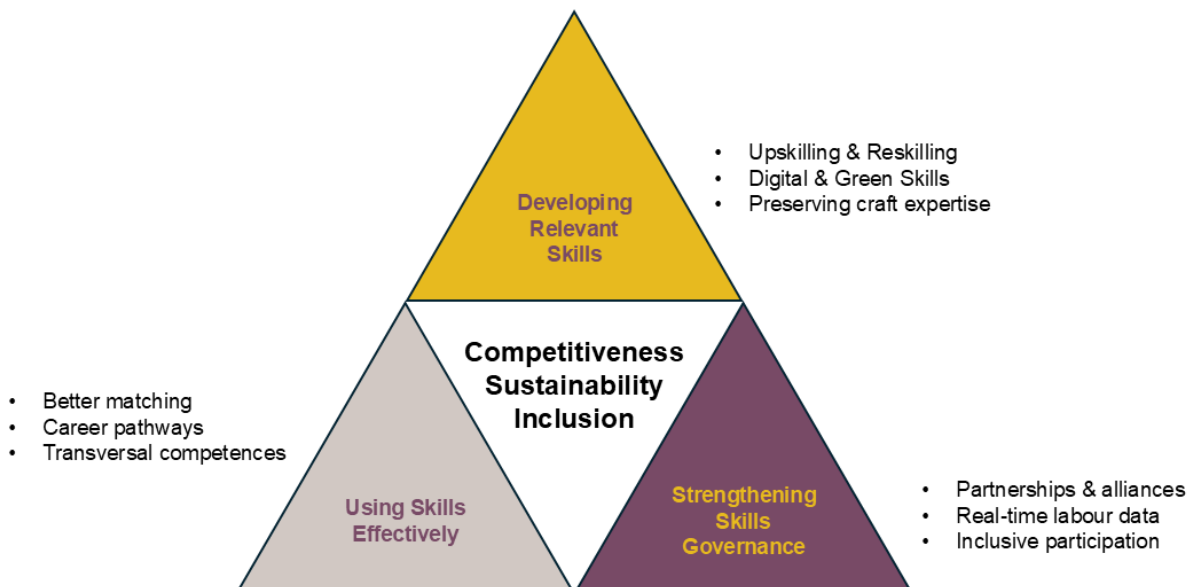 Developing
Relevant
Skills
• Upskilling & Reskilling
• Digital & Green Skills
• Preserving craft expertise
Competitiveness
Sustainability
Inclusion
• Better matching
• Career pathways
• Transversal competences
Using Skills
Effectively
Strengthening
Skills
Governance
• Partnerships & alliances
• Real-time labour data
• Inclusive participation